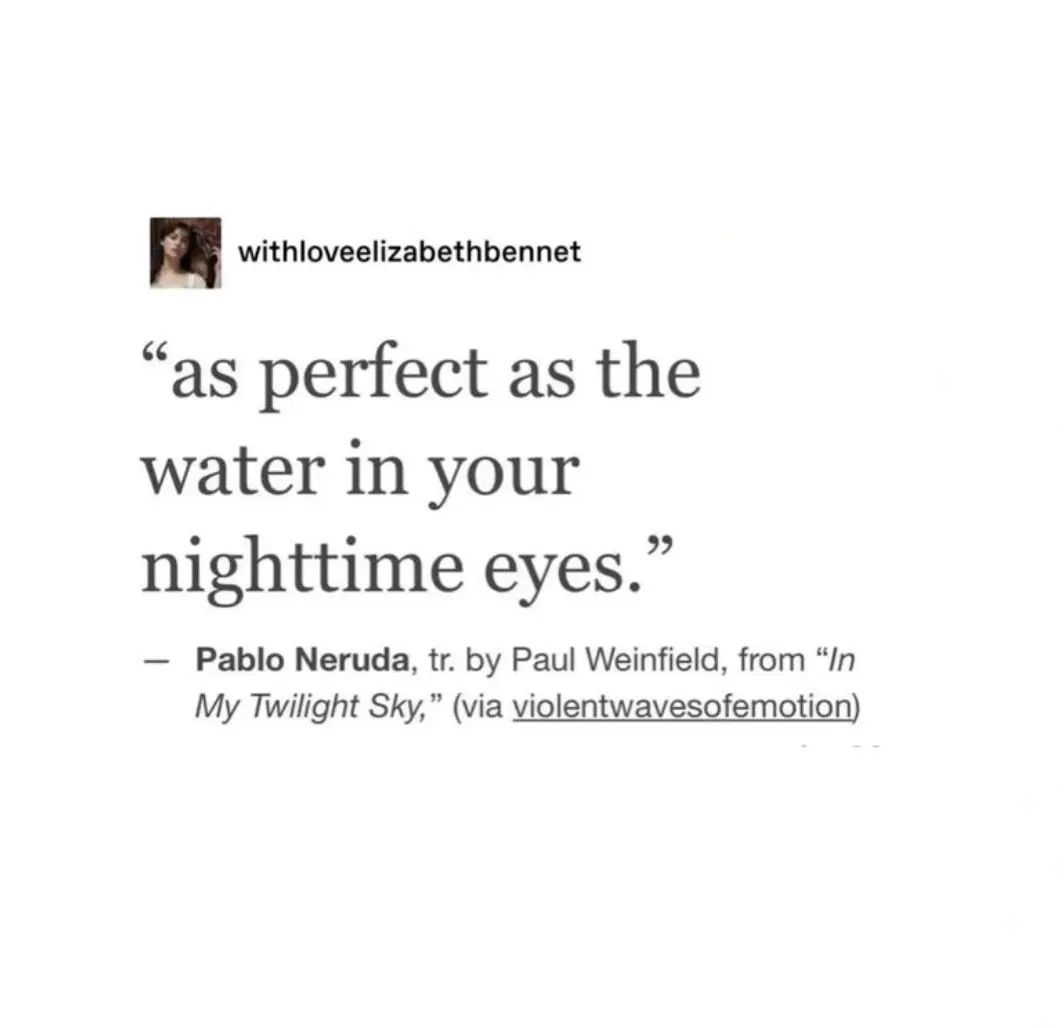 withloveelizabethbennet
“as perfect as the
water in your
nighttime eyes.”
— Pablo Neruda, tr. by Paul Weinfield, from “In
My Twilight Sky,” (via violentwavesofemotion)